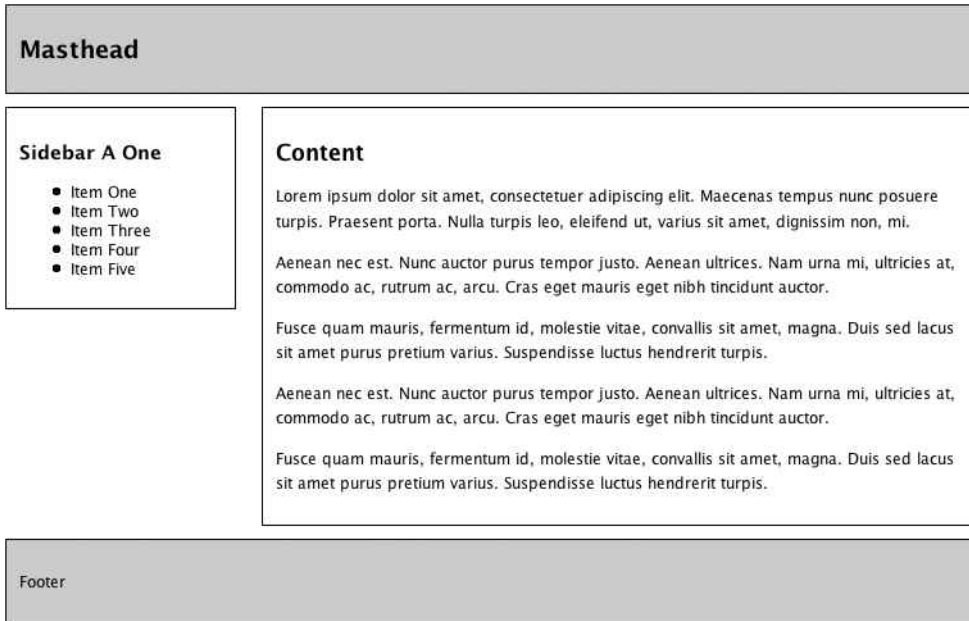 Masthead
Sidebar A One
Item One
Item Two
Item Three
Item Four
Item Five
Content
Lorem ipsum dolor sit amet, consectetuer adipiscing elit. Maecenas tempus nunc posuere
turpis. Praesent porta. Nulla turpis leo, eleifend ut, varius sit amet, dignissim non, mi.
Aenean nec est. Nunc auctor purus tempor justo. Aenean ultrices. Nam urna mi, ultricies at,
commodo ac, rutrum ac, arcu. Cras eget mauris eget nibh tincidunt auctor.
Fusce quam mauris, fermentum id, molestie vitae, convallis sit amet, magna. Duis sed lacus
sit amet purus pretium varius. Suspendisse luctus hendrerit turpis.
Aenean nec est. Nunc auctor purus tempor justo. Aenean ultrices. Nam urna mi, ultricies at,
commodo ac, rutrum ac, arcu. Cras eget mauris eget nibh tincidunt auctor.
Fusce quam mauris, fermentum id, molestie vitae, convallis sit amet, magna. Duis sed lacus
sit amet purus pretium varius. Suspendisse luctus hendrerit turpis.
Footer